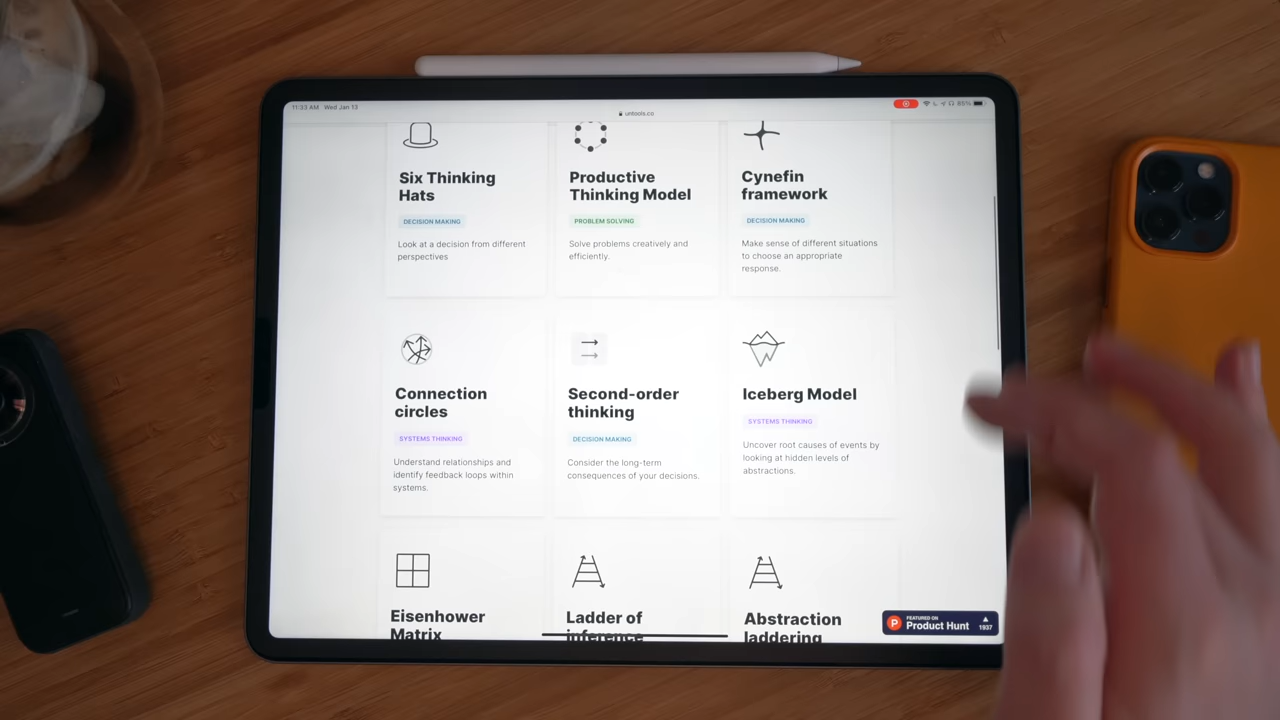 11:33 AM Wed Jan 13
85%
untools.co
Six Thinking
Hats
DECISION MAKING
Look at a decision from different
perspectives
Productive
Thinking Model
PROBLEM SOLVING
Solve problems creatively and
efficiently.
Cynefin
framework
DECISION MAKING
Make sense of different situations
to choose an appropriate
response.
Connection
circles
SYSTEMS THINKING
Understand relationships and
identify feedback loops within
systems.
Second-order
thinking
DECISION MAKING
Consider the long-term
consequences of your decisions.
Iceberg Model
SYSTEMS THINKING
Uncover root causes of events by
looking at hidden levels of
abstractions.
Eisenhower
Matrix
Ladder of
inference
Abstraction
laddering
P
FEATURED ON
Product Hunt
1937